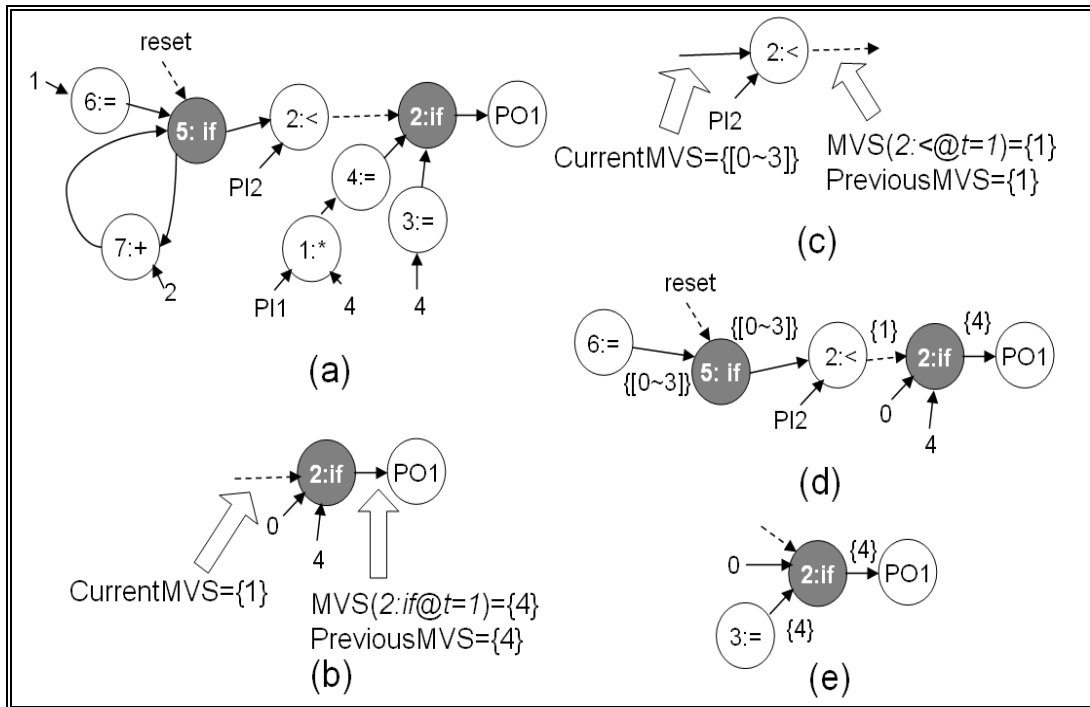 reset
1
6:=
5: if
2:<
2:if
PO1
PI2
4:=
3:=
7:+
2
1:*
PI1
4
4
(a)
2:<
PI2
CurrentMVS={[0~3]}
MVS(2:<@t=1)={1}
PreviousMVS={1}
(c)
2:if
PO1
0
4
CurrentMVS={1}
MVS(2:if@t=1)={4}
PreviousMVS={4}
(b)
reset
6:=
{[0~3]}
5: if
{[0~3]}
2:<
{1}
2:if
{4}
PO1
PI2
0
4
(d)
0
2:if
{4}
PO1
3:=
{4}
(e)